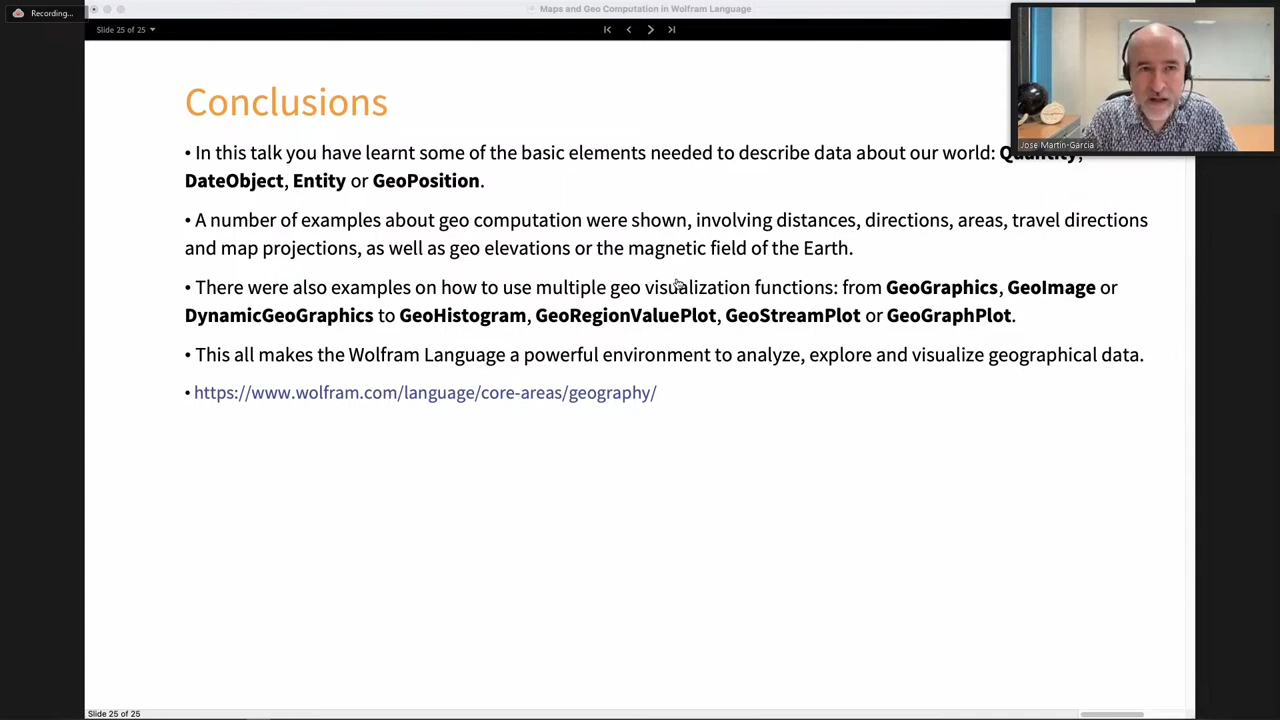 Recording...
Maps and Geo Computation in Wolfram Language
Slide 25 of 25
Jose Martin-Garcia
Conclusions
• In this talk you have learnt some of the basic elements needed to describe data about our world: Quantity,
DateObject, Entity or GeoPosition.
• A number of examples about geo computation were shown, involving distances, directions, areas, travel directions
and map projections, as well as geo elevations or the magnetic field of the Earth.
• There were also examples on how to use multiple geo visualization functions: from GeoGraphics, GeoImage or
DynamicGeoGraphics to GeoHistogram, GeoRegionValuePlot, GeoStreamPlot or GeoGraphPlot.
• This all makes the Wolfram Language a powerful environment to analyze, explore and visualize geographical data.
• https://www.wolfram.com/language/core-areas/geography/
Slide 25 of 25